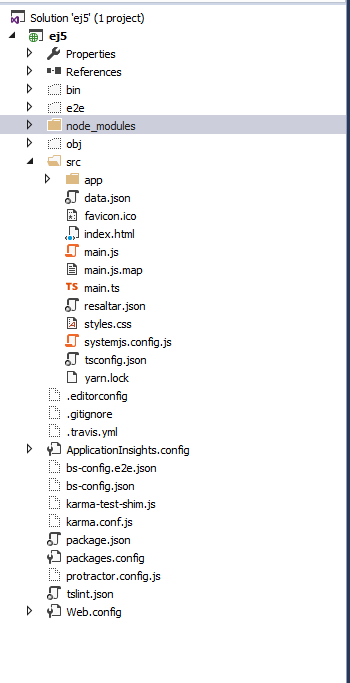 Solution 'ej5' (1 project)
ej5
Properties
References
bin
e2e
node_modules
obj
src
app
data.json
favicon.ico
index.html
main.js
main.js.map
TS main.ts
resaltar.json
styles.css
systemjs.config.js
tsconfig.json
yarn.lock
.editorconfig
.gitignore
.travis.yml
ApplicationInsights.config
bs-config.e2e.json
bs-config.json
karma-test-shim.js
karma.conf.js
package.json
packages.config
protractor.config.js
tslint.json
Web.config